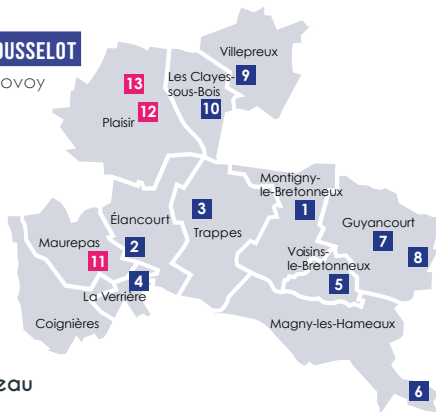 OUSSELOT
ovoy
Villepreux
9
Les Clayes-
sous-Bois
10
13
12
Plaisir
Montigny-
le-Bretonneux
1
3
Trappes
Élancourt
2
Guyancourt
7
8
Maurepas
11
Voisins-
le-Bretonneux
5
4
La Verrière
Coignières
Magny-les-Hameaux
eau
6